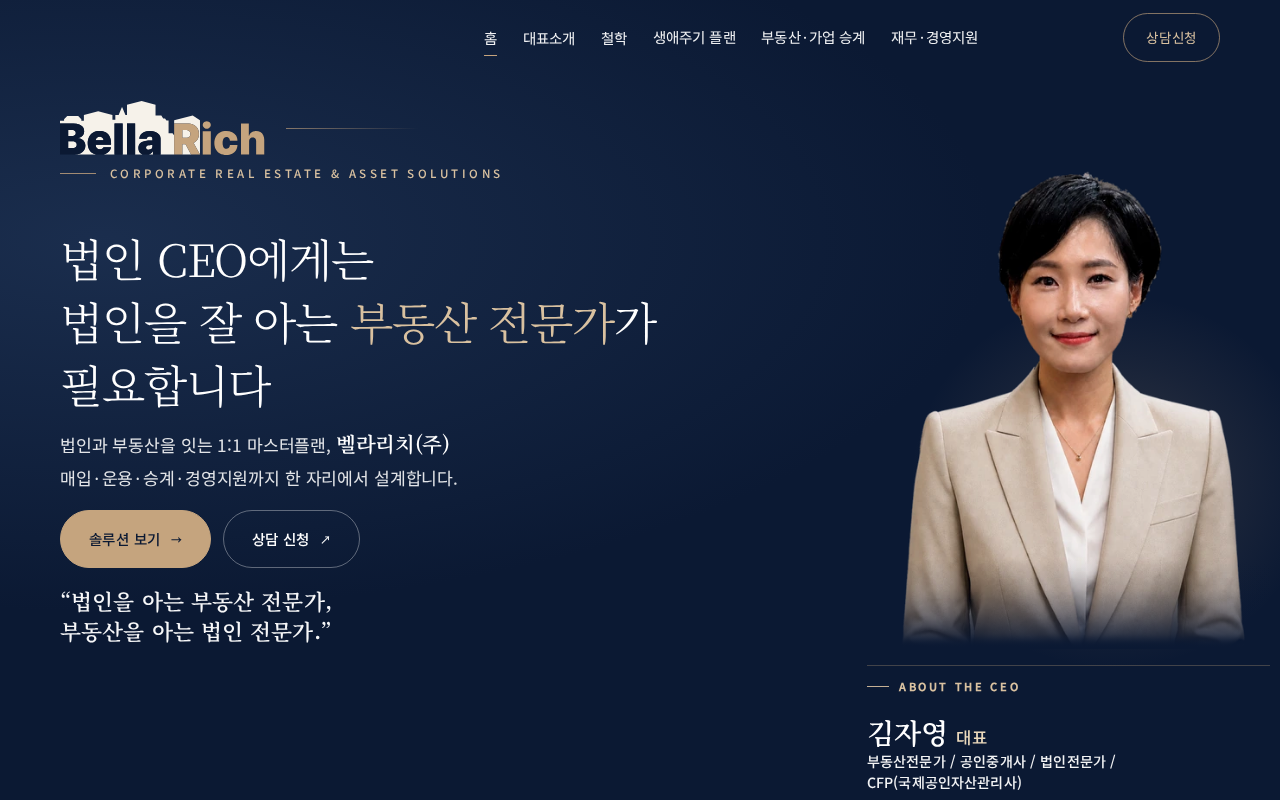 홈 대표소개 철학 생애주기 플랜 부동산·가업 승계 재무·경영지원 상담신청
Bella Rich
CORPORATE REAL ESTATE & ASSET SOLUTIONS
법인 CEO에게는
법인을 잘 아는 부동산 전문가가
필요합니다
법인과 부동산을 잇는 1:1 마스터플랜, 벨라리치(주)
매입·운용·승계·경영지원까지 한 자리에서 설계합니다.
솔루션 보기 → 상담 신청 ↗
“법인을 아는 부동산 전문가,
부동산을 아는 법인 전문가.”
ABOUT THE CEO
김자영 대표
부동산전문가 / 공인중개사 / 법인전문가 /
CFP(국제공인자산관리사)